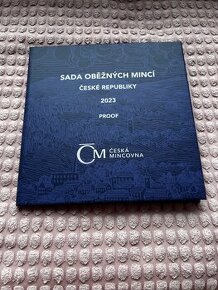 SADA OBĚŽNÝCH MINCÍ
ČESKÉ REPUBLIKY
2023
PROOF
ČM ČESKÁ
MINCOVNA